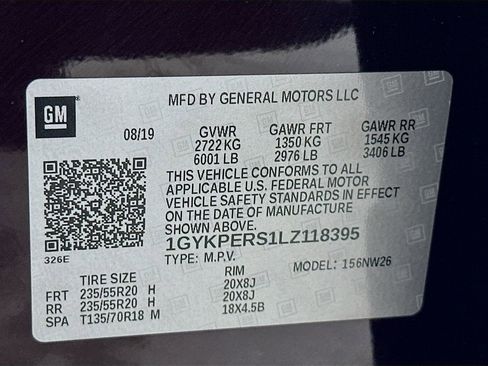 GM
MFD BY GENERAL MOTORS LLC
08/19 GVWR GAWR FRT GAWR RR
2722 KG 1350 KG 1545 KG
6001 LB 2976 LB 3406 LB
THIS VEHICLE CONFORMS TO ALL
APPLICABLE U.S. FEDERAL MOTOR
VEHICLE SAFETY STANDARDS IN EFFECT
ON THE DATE OF MANUFACTURE
SHOWN ABOVE.
1GYKPERS1LZ118395
326E
TYPE: M.P.V. MODEL: 156NW26
TIRE SIZE RIM
FRT 235/55R20 H 20X8J
RR 235/55R20 H 20X8J
SPA T135/70R18 M 18X4.5B